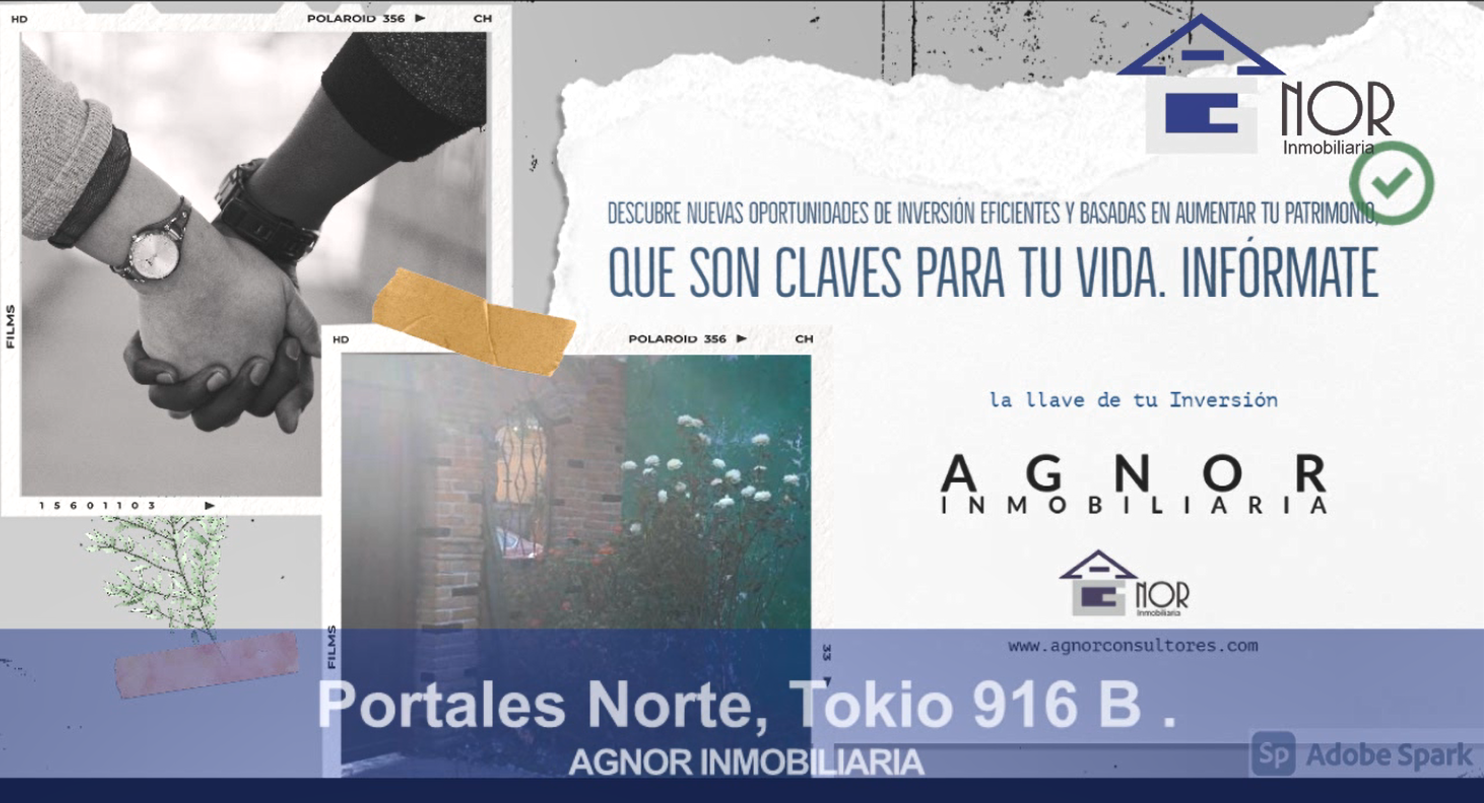 HD
POLAROID 356
CH
NOR
Inmobiliaria
DESCUBRE NUEVAS OPORTUNIDADES DE INVERSIÓN EFICIENTES Y BASADAS EN AUMENTAR TU PATRIMONIO,
QUE SON CLAVES PARA TU VIDA. INFÓRMATE
FILMS
HD
POLAROID 356
CH
la llave de tu Inversión
AGNOR
INMOBILIARIA
15601103
NOR
Inmobiliaria
FILMS
33
www.agnorconsultores.com
Portales Norte, Tokio 916 B .
AGNOR INMOBILIARIA
Sp Adobe Spark